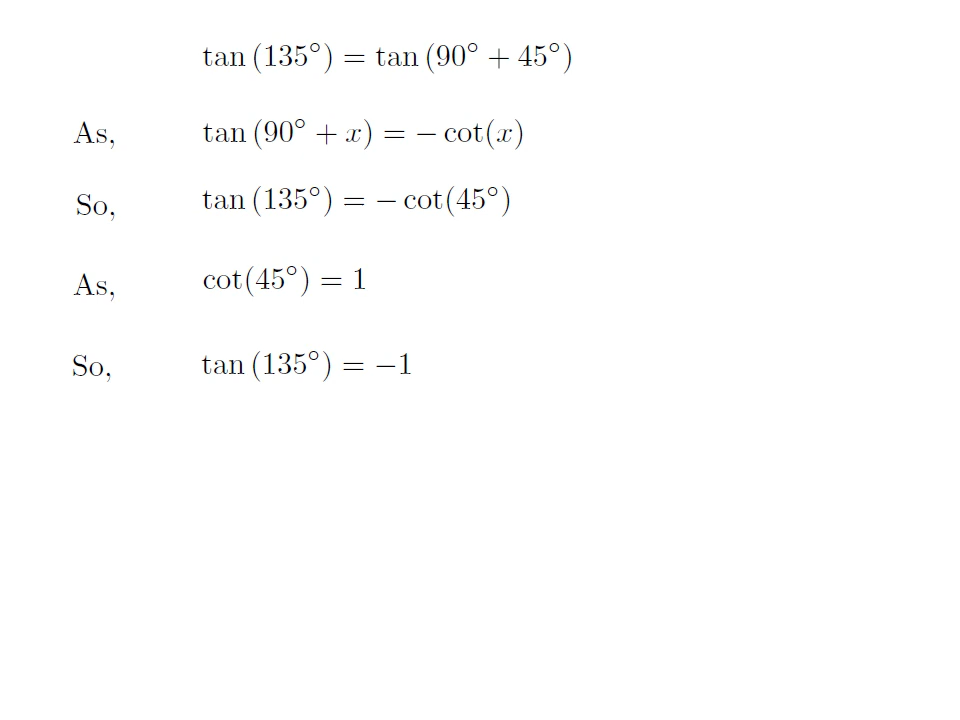 tan (135°) = tan (90° + 45°)
As, tan (90° + x) = − cot(x)
So, tan (135°) = − cot(45°)
As, cot(45°) = 1
So, tan (135°) = −1